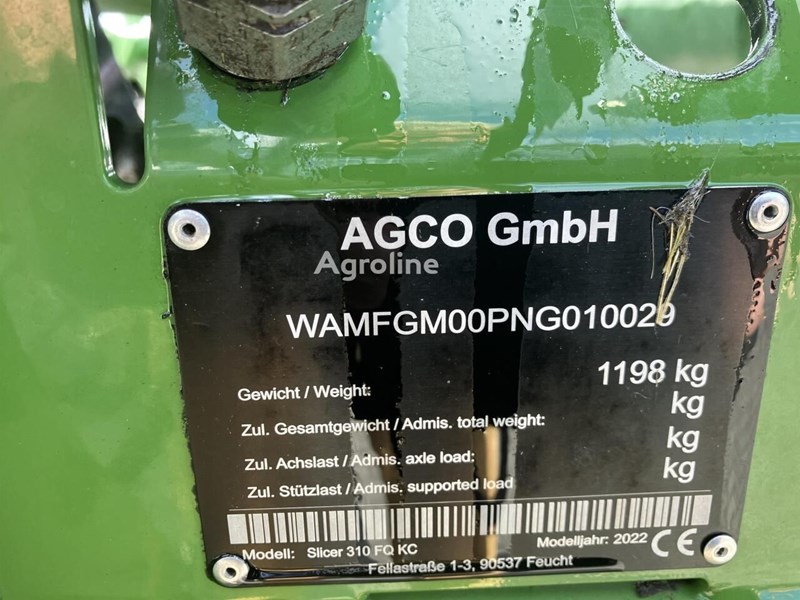 AGCO GmbH
Agroline
WAMFGM00PNG010029
Gewicht / Weight: 1198 kg
Zul. Gesamtgewicht / Admis. total weight: kg
Zul. Achslast / Admis. axle load: kg
Zul. Stützlast / Admis. supported load kg
Modell: Slicer 310 FQ KC Modelljahr: 2022 CE
Fellastraße 1-3, 90537 Feucht